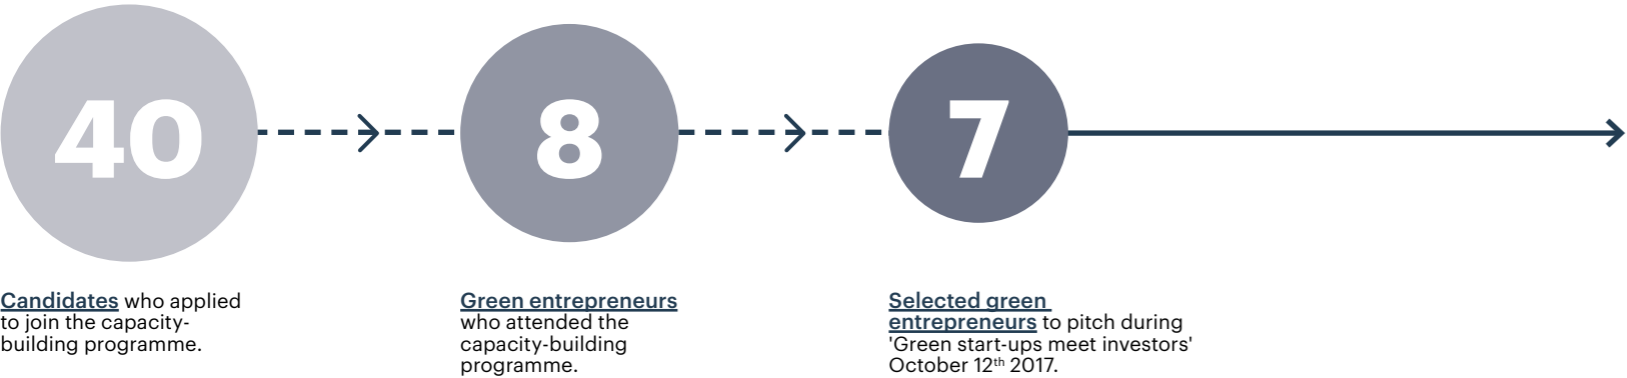 40
8
7
Candidates who applied
to join the capacity-
building programme.
Green entrepreneurs
who attended the
capacity-building
programme.
Selected green
entrepreneurs to pitch during
'Green start-ups meet investors'
October 12th 2017.